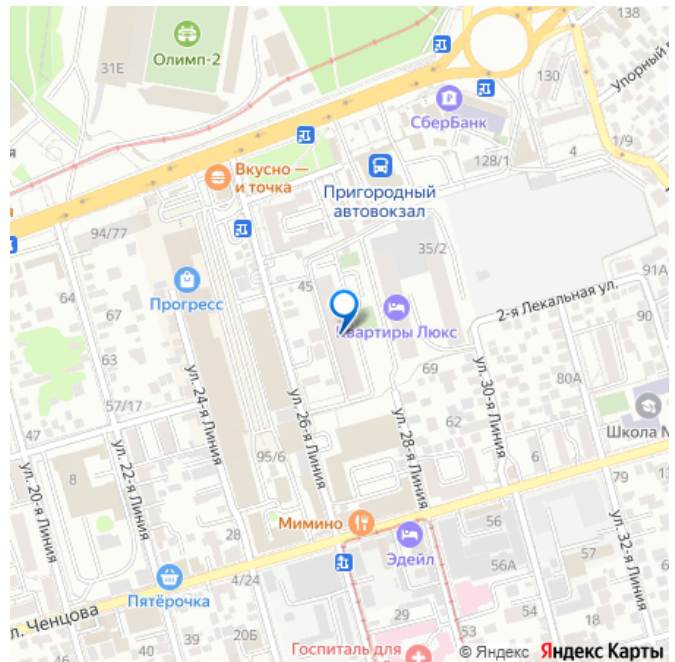 138
Олимп-2
31Е
Упорный
130
СберБанк
1/9
4
128/1
Вкусно —
и точка
Пригородный
автовокзал
94/77
35/2
91А
45
Прогресс
64
67
2-я Лекальная ул.
90
Квартиры Люкс
63
69
ул. 24-я Линия
ул. 26-я Линия
ул. 28-я Линия
ул. 30-я Линия
80А
57/17
62
47
Школа №
ул. 20-я Линия
ул. 22-я Линия
8
95/6
6
79
ул. 32-я Линия
Мимино
56
28
Эдейл
57
4/24
56А
Пятёрочка
л. Ченцова
29
54
18
40
39
20Б
53
Госпиталь для
© Яндекс Яндекс Карты